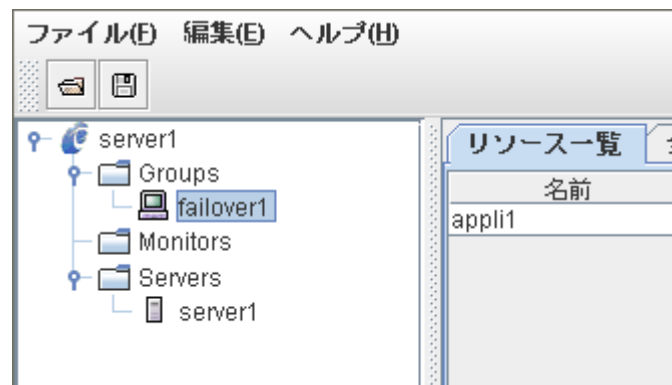 ファイル(F) 編集(E) ヘルプ(H)
server1
Groups
failover1
Monitors
Servers
server1
リソース一覧
名前
appli1